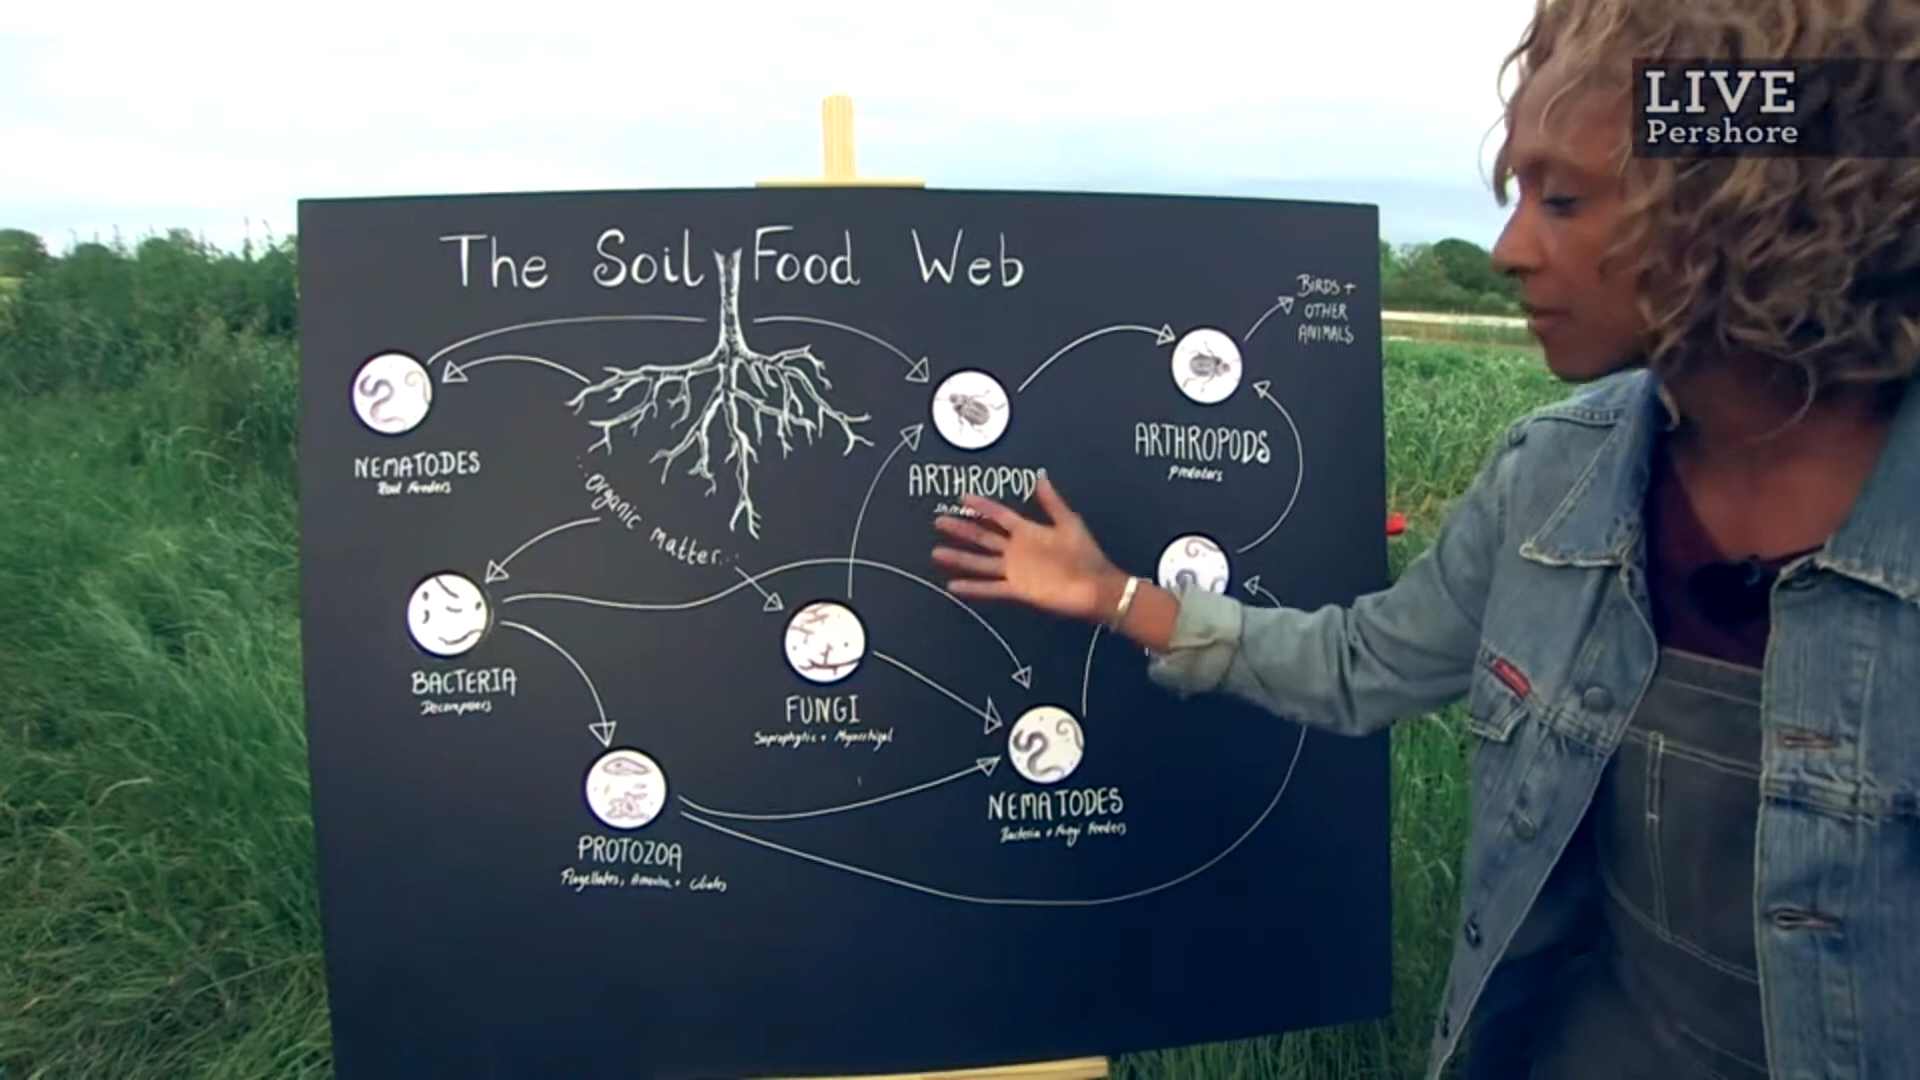 LIVE
Pershore
The Soil Food Web
BIRDS +
OTHER
ANIMALS
ARTHROPODS
Predators
NEMATODES
Root Feeders
ARTHROPODS
..organic matter...
BACTERIA
Decomposers
FUNGI
Saprophytic + Mycorrhizal
NEMATODES
Bacteria + Fungi Feeders
PROTOZOA
Flagellates, Amoeba, + Ciliates